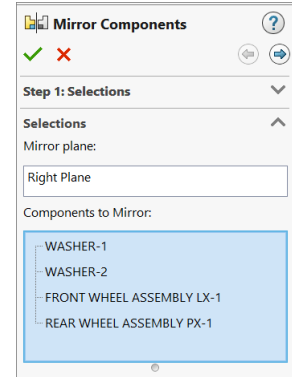 Mirror Components
?
Step 1: Selections
Selections
Mirror plane:
Right Plane
Components to Mirror:
WASHER-1
WASHER-2
FRONT WHEEL ASSEMBLY LX-1
REAR WHEEL ASSEMBLY PX-1